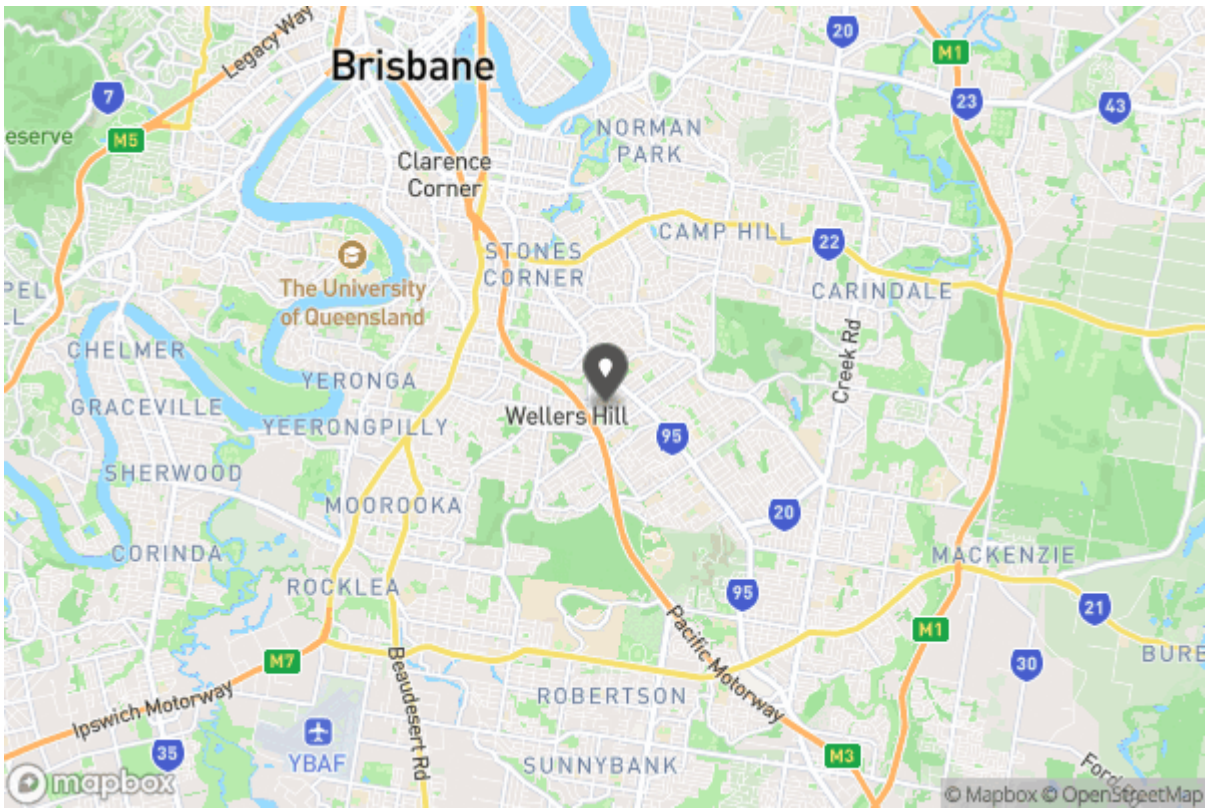 Legacy Way
Brisbane
20
M1
7
23
43
eserve
M5
NORMAN
PARK
Clarence
Corner
CAMP HILL
22
STONES
CORNER
The University
of Queensland
CARINDALE
PEL
LL
CHELMER
Creek Rd
YERONGA
GRACEVILLE
Wellers Hill
YEERONGPILLY
95
SHERWOOD
MOOROOKA
20
CORINDA
MACKENZIE
ROCKLEA
95
21
Pacific Motorway
M1
BURB
M7
30
Beaudesert Rd
Ipswich Motorway
ROBERTSON
YBAF
35
M3
SUNNYBANK
mapbox
© Mapbox © OpenStreetMap